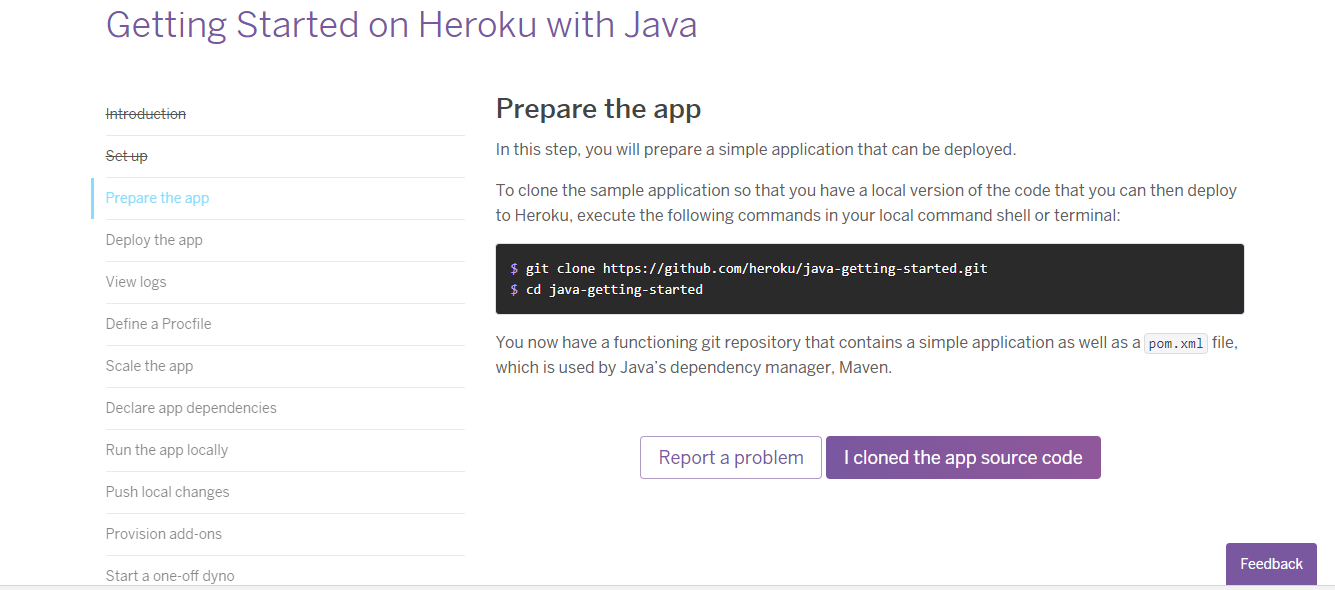 Getting Started on Heroku with Java
Introduction
Set up
Prepare the app
Deploy the app
View logs
Define a Procfile
Scale the app
Declare app dependencies
Run the app locally
Push local changes
Provision add-ons
Start a one-off dyno
Prepare the app
In this step, you will prepare a simple application that can be deployed.
To clone the sample application so that you have a local version of the code that you can then deploy
to Heroku, execute the following commands in your local command shell or terminal:
$ git clone https://github.com/heroku/java-getting-started.git
$ cd java-getting-started
You now have a functioning git repository that contains a simple application as well as a pom.xml file,
which is used by Java’s dependency manager, Maven.
Report a problem
I cloned the app source code
Feedback